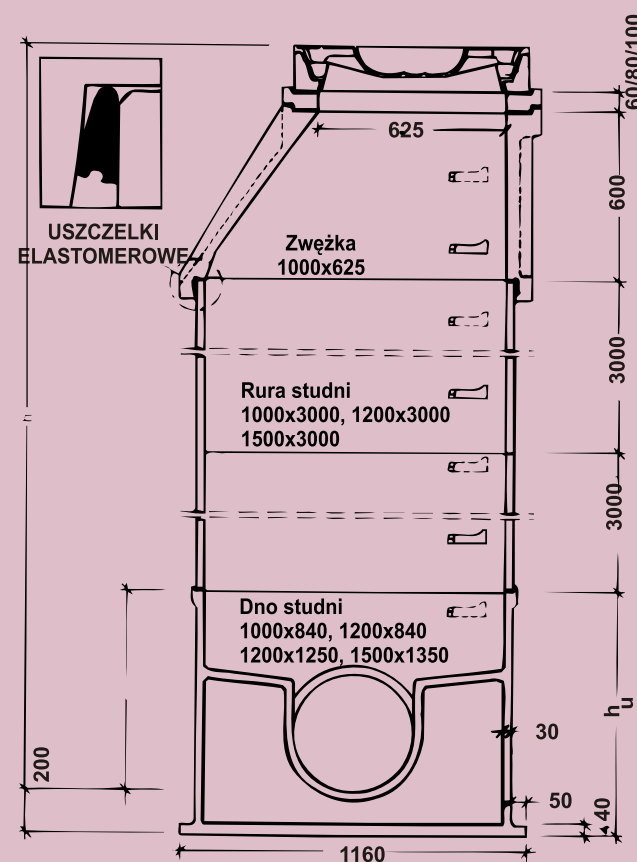 60/80/100
625
USZCZELKI
ELASTOMEROWE
600
Zwężka
1000x625
3000
Rura studni
1000x3000, 1200x3000
1500x3000
3000
Dno studni
1000x840, 1200x840
1200x1250, 1500x1350
hu
30
200
50
40
1160